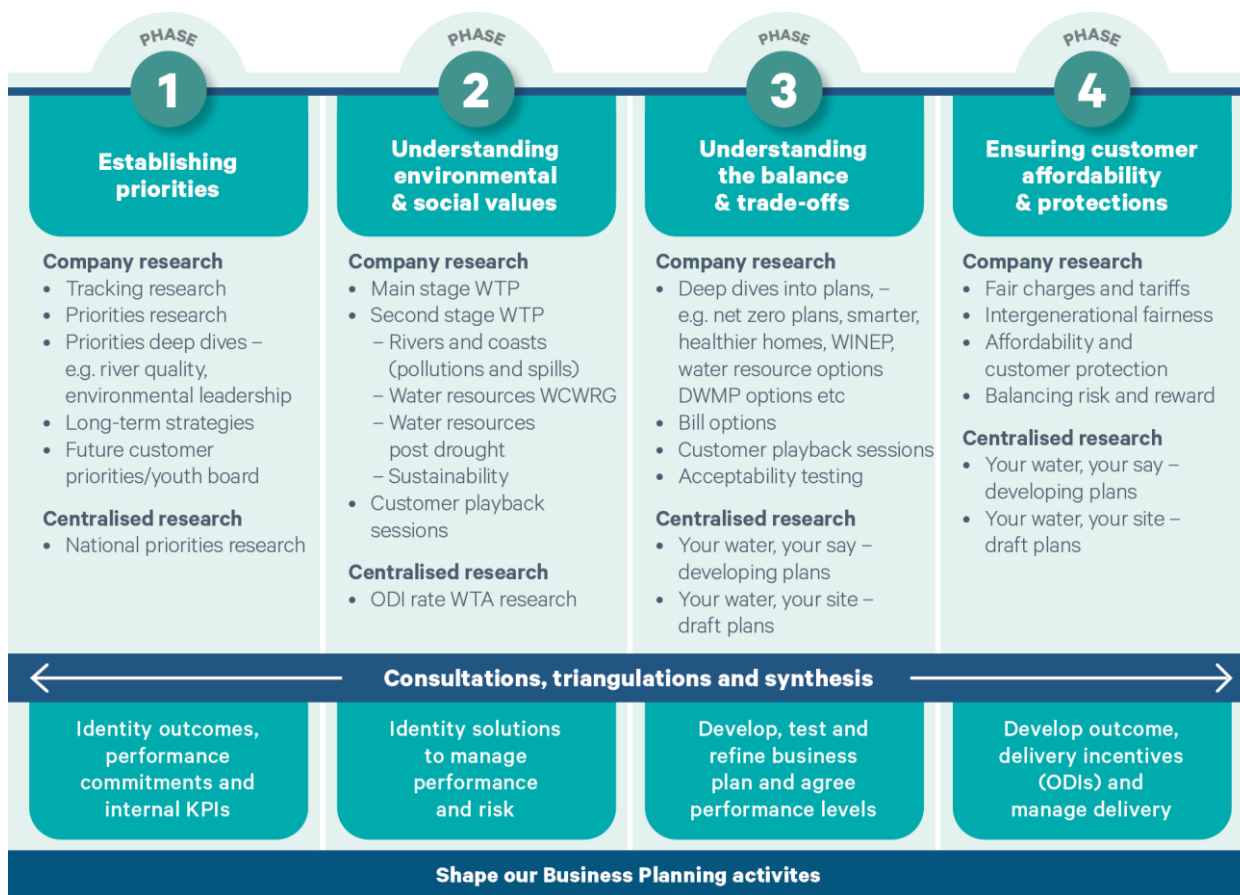 PHASE
1
Establishing
priorities
Company research
• Tracking research
• Priorities research
• Priorities deep dives –
e.g. river quality,
environmental leadership
• Long-term strategies
• Future customer
priorities/youth board
Centralised research
• National priorities research
PHASE
2
Understanding
environmental
& social values
Company research
• Main stage WTP
• Second stage WTP
– Rivers and coasts
(pollutions and spills)
– Water resources WCWRG
– Water resources
post drought
– Sustainability
• Customer playback
sessions
Centralised research
• ODI rate WTA research
PHASE
3
Understanding
the balance
& trade-offs
Company research
• Deep dives into plans, –
e.g. net zero plans, smarter,
healthier homes, WINEP,
water resource options
DWMP options etc
• Bill options
• Customer playback sessions
• Acceptability testing
Centralised research
• Your water, your say –
developing plans
• Your water, your site –
draft plans
PHASE
4
Ensuring customer
affordability
& protections
Company research
• Fair charges and tariffs
• Intergenerational fairness
• Affordability and
customer protection
• Balancing risk and reward
Centralised research
• Your water, your say –
developing plans
• Your water, your site –
draft plans
Consultations, triangulations and synthesis
Identity outcomes,
performance
commitments and
internal KPIs
Identity solutions
to manage
performance
and risk
Develop, test and
refine business
plan and agree
performance levels
Develop outcome,
delivery incentives
(ODIs) and
manage delivery
Shape our Business Planning activites